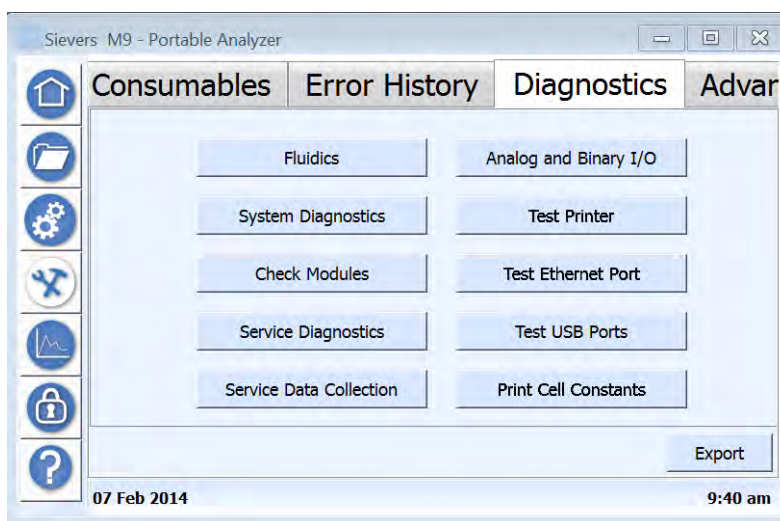 Sievers M9 - Portable Analyzer
Consumables Error History Diagnostics Advan
Fluidics Analog and Binary I/O
System Diagnostics Test Printer
Check Modules Test Ethernet Port
Service Diagnostics Test USB Ports
Service Data Collection Print Cell Constants
?
Export
07 Feb 2014 9:40 am